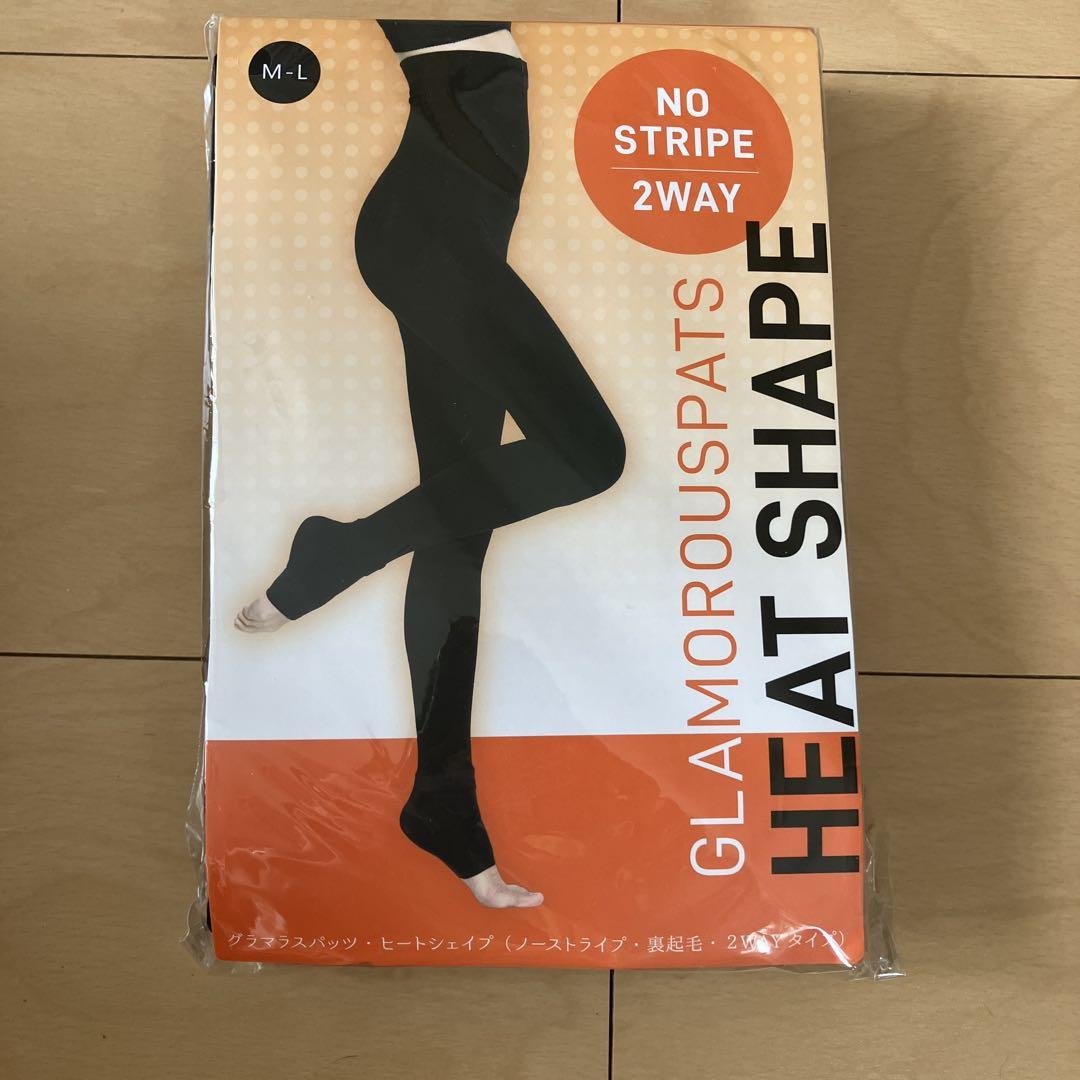 M-L
NO
STRIPE
2WAY
GLAMOROUSPATS
HEAT SHAPE
グラマラスパッツ・ヒートシェイプ（ノーストライプ・裏起毛・2WAYタイプ）